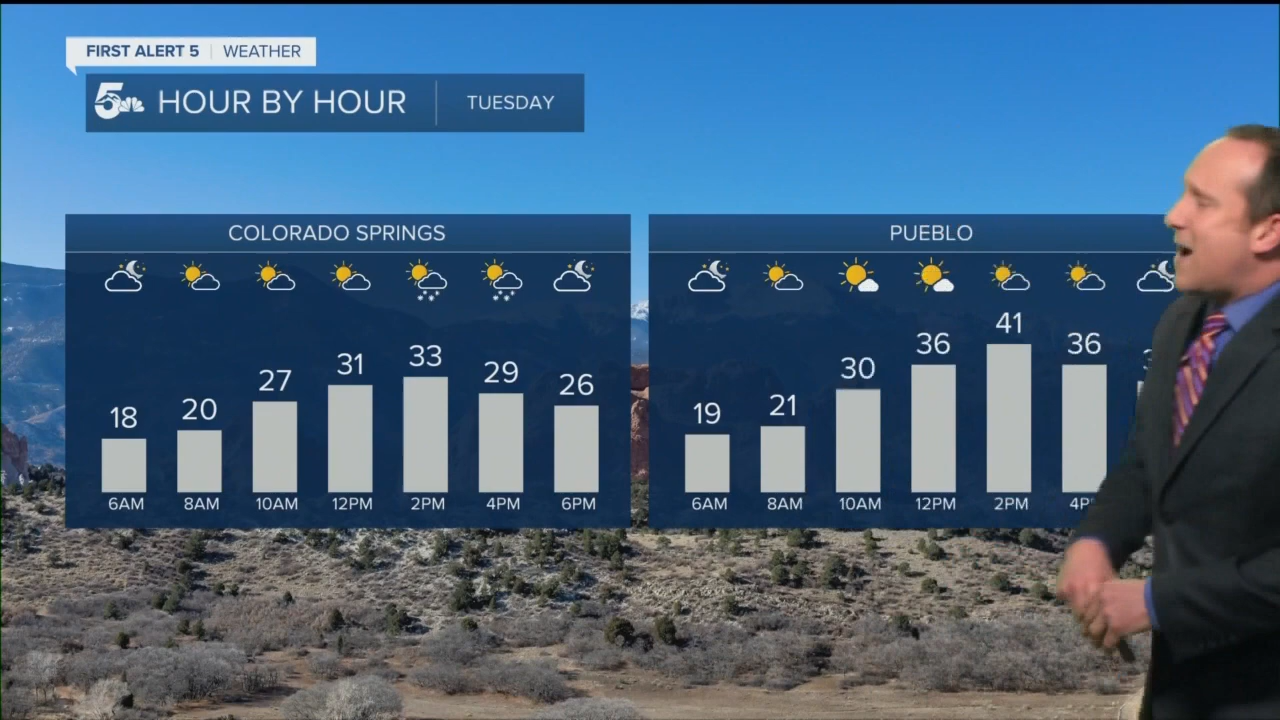 FIRST ALERT 5 | WEATHER
5 HOUR BY HOUR TUESDAY
COLORADO SPRINGS
18 20 27 31 33 29 26
6AM 8AM 10AM 12PM 2PM 4PM 6PM
PUEBLO
19 21 30 36 41 36
6AM 8AM 10AM 12PM 2PM